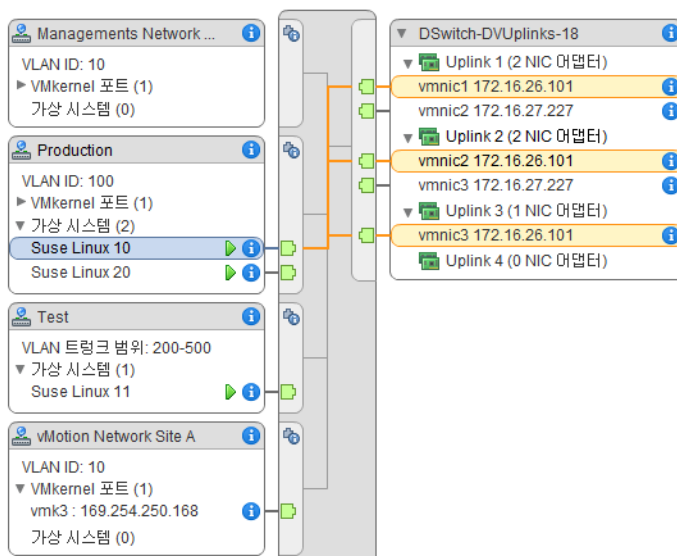 Managements Network ...
VLAN ID: 10
VMkernel 포트 (1)
가상 시스템 (0)
Production
VLAN ID: 100
VMkernel 포트 (1)
가상 시스템 (2)
Suse Linux 10
Suse Linux 20
Test
VLAN 트렁크 범위: 200-500
가상 시스템 (1)
Suse Linux 11
vMotion Network Site A
VLAN ID: 10
VMkernel 포트 (1)
vmk3 : 169.254.250.168
가상 시스템 (0)
DSwitch-DVUplinks-18
Uplink 1 (2 NIC 어댑터)
vmnic1 172.16.26.101
vmnic2 172.16.27.227
Uplink 2 (2 NIC 어댑터)
vmnic2 172.16.26.101
vmnic3 172.16.27.227
Uplink 3 (1 NIC 어댑터)
vmnic3 172.16.26.101
Uplink 4 (0 NIC 어댑터)